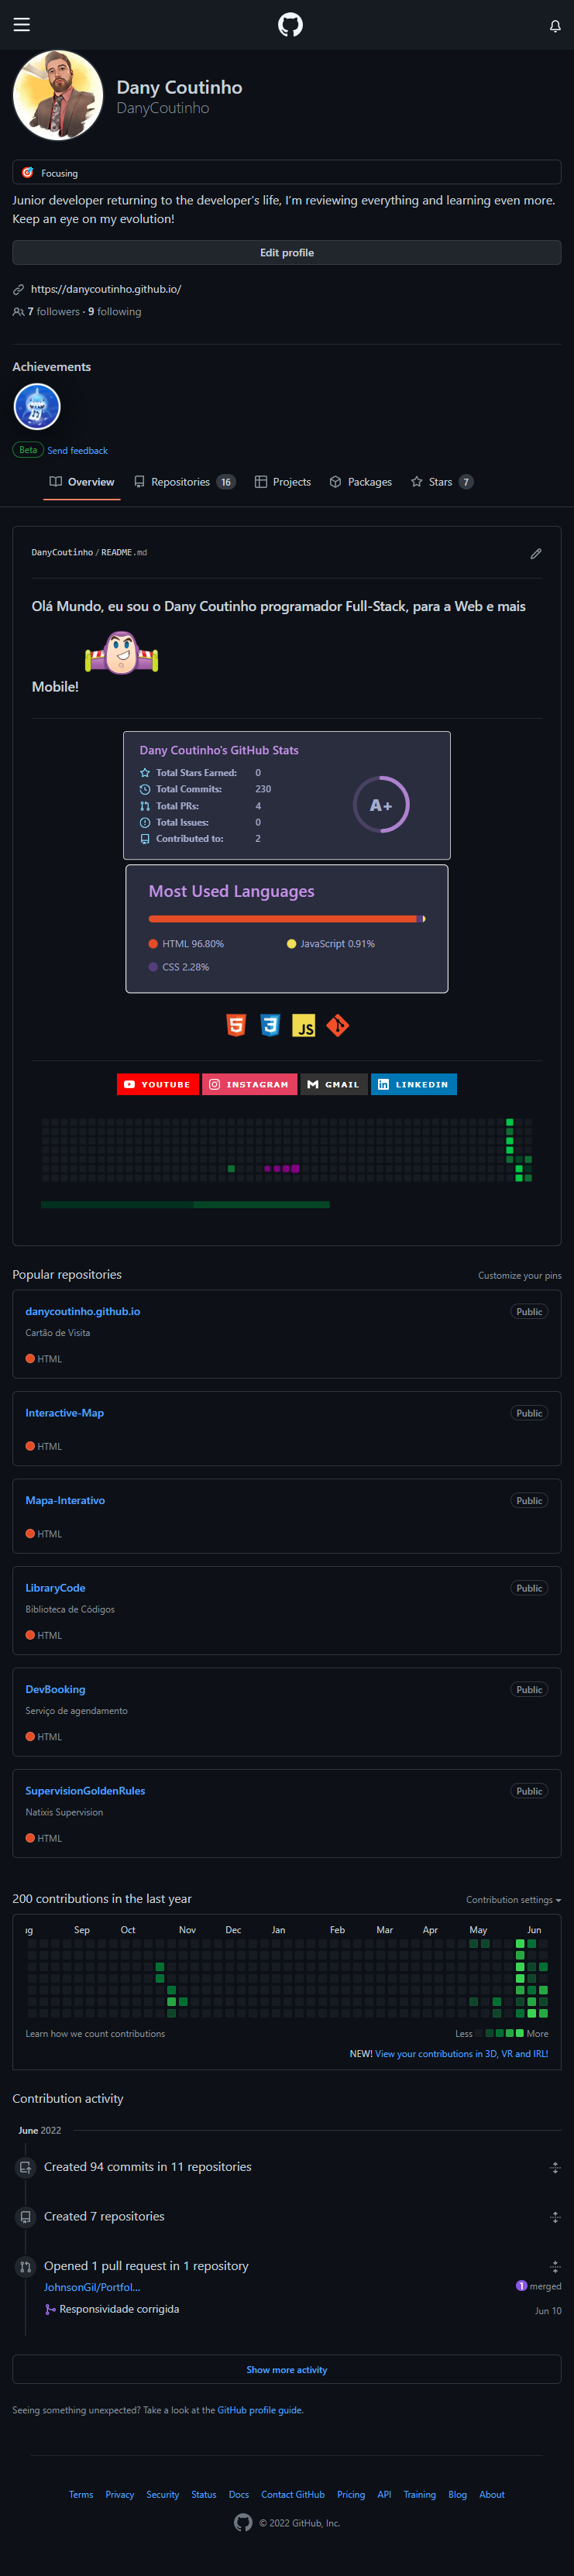 Dany Coutinho
DanyCoutinho
Focusing
Junior developer returning to the developer's life, I'm reviewing everything and learning even more.
Keep an eye on my evolution!
Edit profile
https://danycoutinho.github.io/
7 followers · 9 following
Achievements
Beta Send feedback
Overview Repositories 16 Projects Packages Stars 7
DanyCoutinho / README.md
Olá Mundo, eu sou o Dany Coutinho programador Full-Stack, para a Web e mais
Mobile!
Dany Coutinho's GitHub Stats
Total Stars Earned: 0
Total Commits: 230
Total PRs: 4
Total Issues: 0
Contributed to: 2
A+
Most Used Languages
HTML 96.80% JavaScript 0.91%
CSS 2.28%
5 3 JS
YOUTUBE INSTAGRAM GMAIL LINKEDIN
Popular repositories Customize your pins
danycoutinho.github.io Public
Cartão de Visita
HTML
Interactive-Map Public
HTML
Mapa-Interativo Public
HTML
LibraryCode Public
Biblioteca de Códigos
HTML
DevBooking Public
Serviço de agendamento
HTML
SupervisionGoldenRules Public
Natixis Supervision
HTML
200 contributions in the last year Contribution settings
ug Sep Oct Nov Dec Jan Feb Mar Apr May Jun
Learn how we count contributions Less More
NEW! View your contributions in 3D, VR and IRL!
Contribution activity
June 2022
Created 94 commits in 11 repositories
Created 7 repositories
Opened 1 pull request in 1 repository
JohnsonGil/Portfol... 1 merged
Responsividade corrigida Jun 10
Show more activity
Seeing something unexpected? Take a look at the GitHub profile guide.
Terms Privacy Security Status Docs Contact GitHub Pricing API Training Blog About
© 2022 GitHub, Inc.